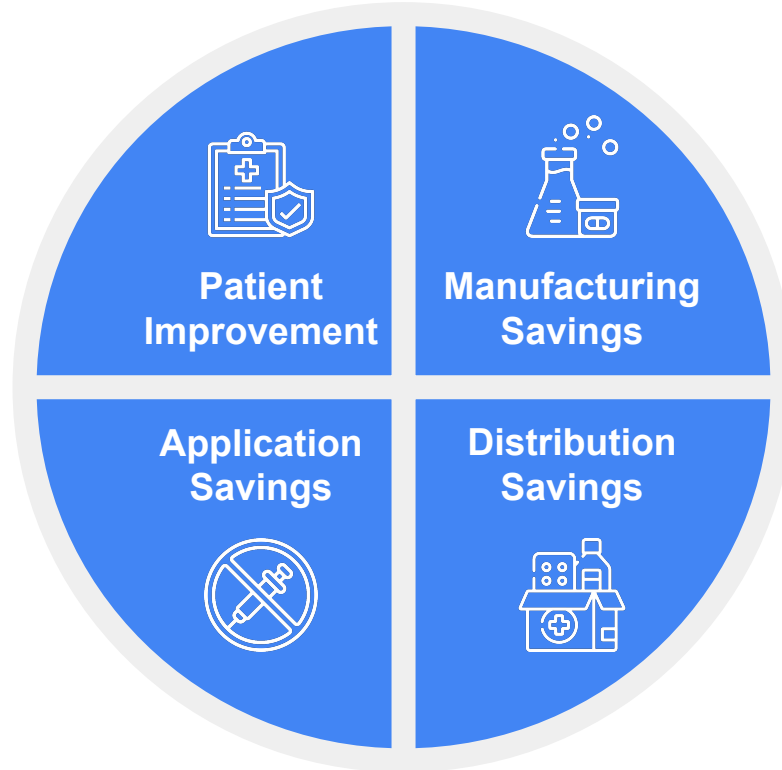 Patient
Improvement
Manufacturing
Savings
Application
Savings
Distribution
Savings